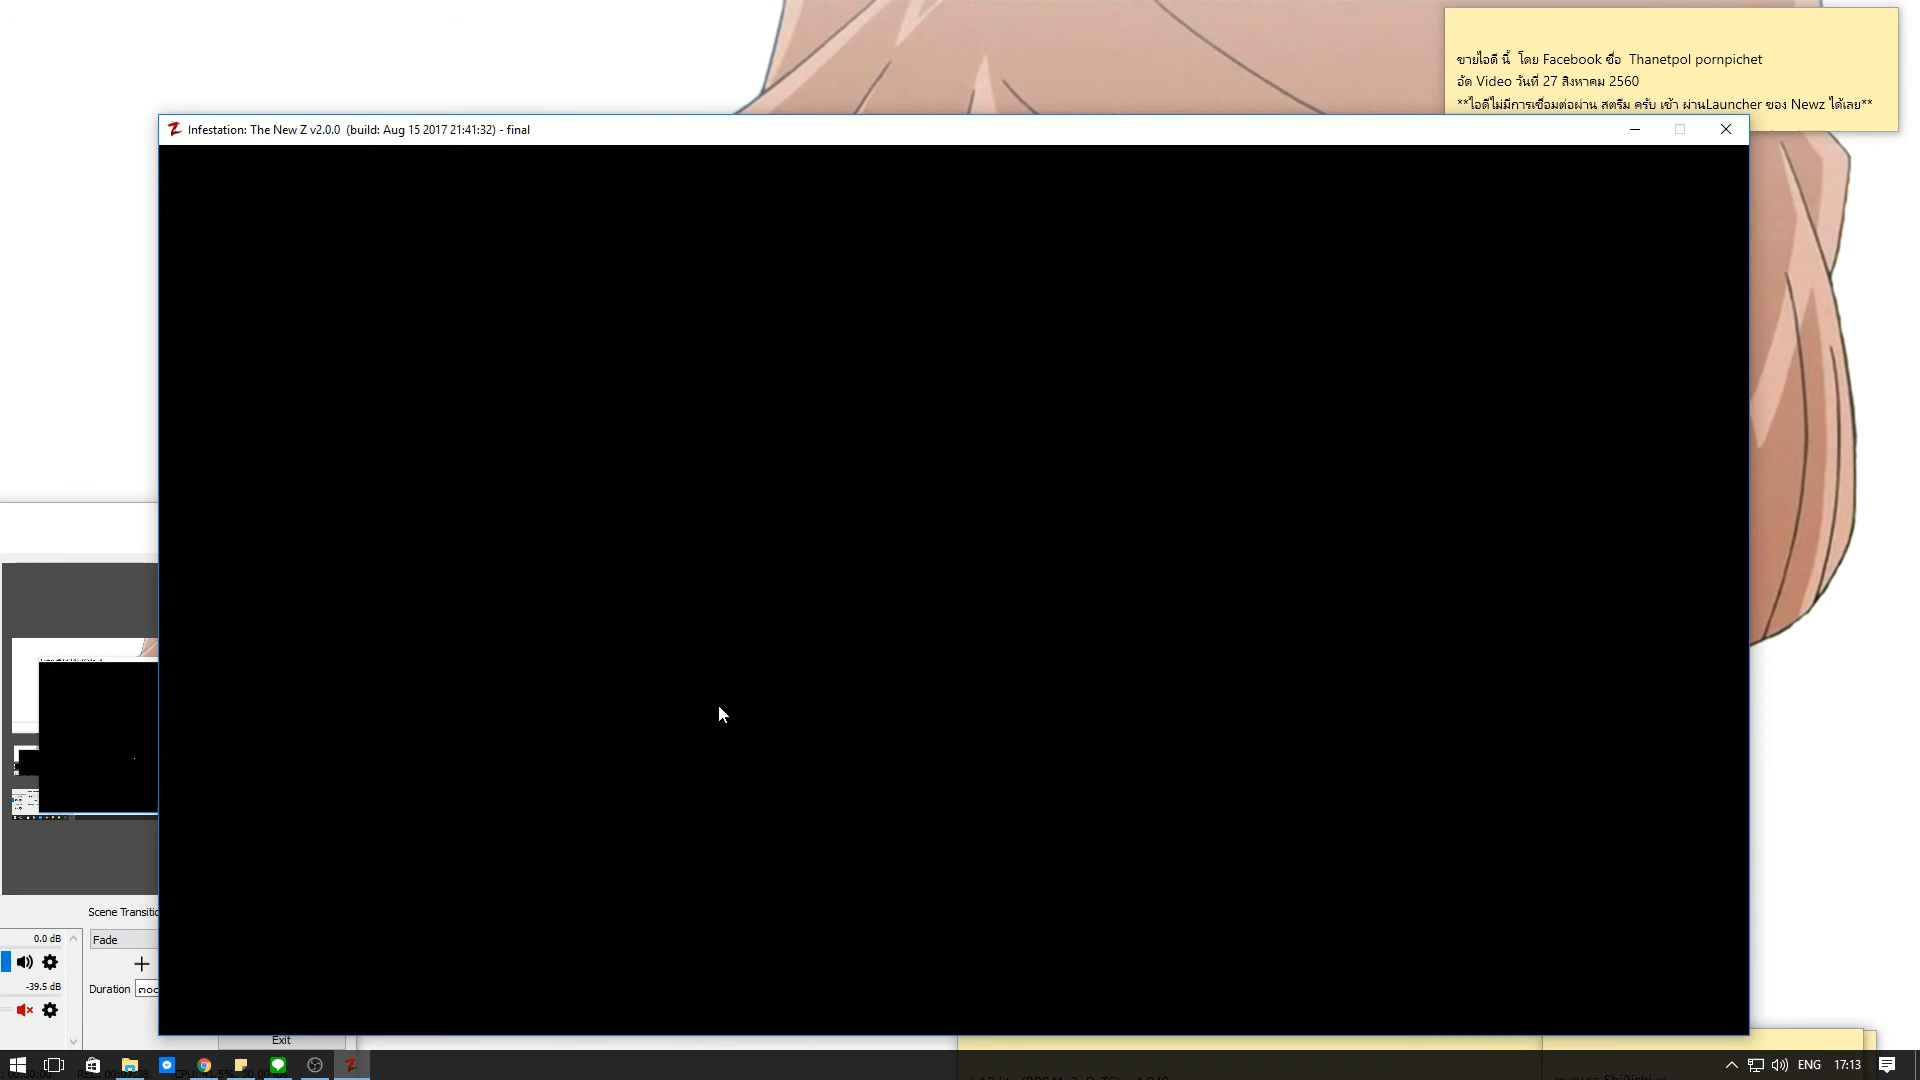 ขายไอดี นี้ โดย Facebook ชื่อ Thanetpol pornpichet
อัด Video วันที่ 27 สิงหาคม 2560
**ไอดีไม่มีการเชื่อมต่อผ่าน สตรีม ครับ เข้า ผ่านLauncher ของ Newz ได้เลย**
Infestation: The New Z v2.0.0 (build: Aug 15 2017 21:41:32) - final
Scene Transitio
0.0 dB
Fade
-39.5 dB
Duration ๓๐๐
Exit
ENG 17:13